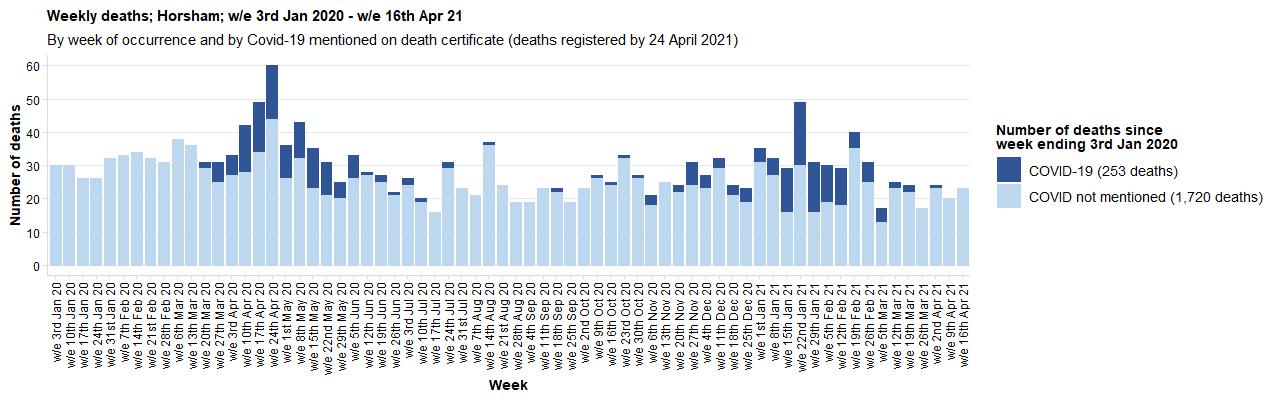 Weekly deaths; Horsham; w/e 3rd Jan 2020 - w/e 16th Apr 21
By week of occurrence and by Covid-19 mentioned on death certificate (deaths registered by 24 April 2021)
Number of deaths
60
50
40
30
20
10
0
w/e 3rd Jan 20
w/e 10th Jan 20
w/e 17th Jan 20
w/e 24th Jan 20
w/e 31st Jan 20
w/e 7th Feb 20
w/e 14th Feb 20
w/e 21st Feb 20
w/e 28th Feb 20
w/e 6th Mar 20
w/e 13th Mar 20
w/e 20th Mar 20
w/e 27th Mar 20
w/e 3rd Apr 20
w/e 10th Apr 20
w/e 17th Apr 20
w/e 24th Apr 20
w/e 1st May 20
w/e 8th May 20
w/e 15th May 20
w/e 22nd May 20
w/e 29th May 20
w/e 5th Jun 20
w/e 12th Jun 20
w/e 19th Jun 20
w/e 26th Jun 20
w/e 3rd Jul 20
w/e 10th Jul 20
w/e 17th Jul 20
w/e 24th Jul 20
w/e 31st Jul 20
w/e 7th Aug 20
w/e 14th Aug 20
w/e 21st Aug 20
w/e 28th Aug 20
w/e 4th Sep 20
w/e 11th Sep 20
w/e 18th Sep 20
w/e 25th Sep 20
w/e 2nd Oct 20
w/e 9th Oct 20
w/e 16th Oct 20
w/e 23rd Oct 20
w/e 30th Oct 20
w/e 6th Nov 20
w/e 13th Nov 20
w/e 20th Nov 20
w/e 27th Nov 20
w/e 4th Dec 20
w/e 11th Dec 20
w/e 18th Dec 20
w/e 25th Dec 20
w/e 1st Jan 21
w/e 8th Jan 21
w/e 15th Jan 21
w/e 22nd Jan 21
w/e 29th Jan 21
w/e 5th Feb 21
w/e 12th Feb 21
w/e 19th Feb 21
w/e 26th Feb 21
w/e 5th Mar 21
w/e 12th Mar 21
w/e 19th Mar 21
w/e 26th Mar 21
w/e 2nd Apr 21
w/e 9th Apr 21
w/e 16th Apr 21
Week
Number of deaths since
week ending 3rd Jan 2020
COVID-19 (253 deaths)
COVID not mentioned (1,720 deaths)